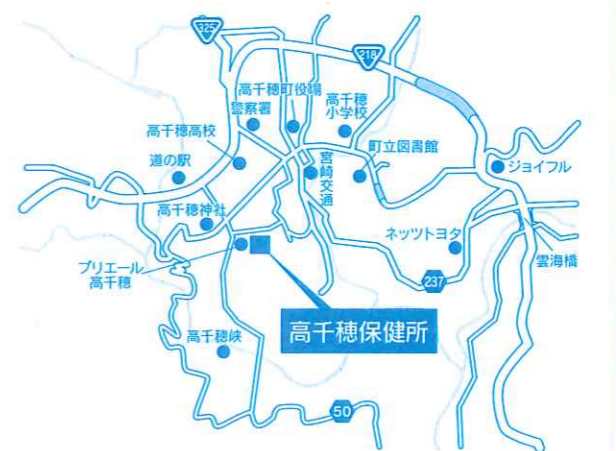 325
218
高千穂町役場
警察署
高千穂
小学校
高千穂高校
町立図書館
道の駅
宮崎交通
ジョイフル
高千穂神社
ネッツトヨタ
プリエール
高千穂
雲海橋
237
高千穂保健所
高千穂峡
50